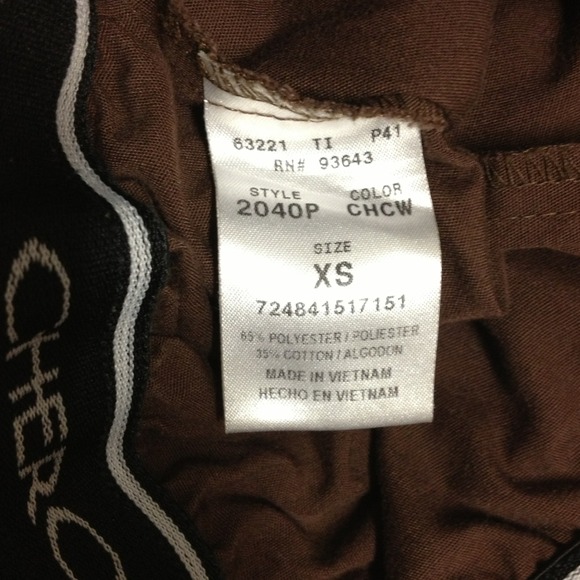 63221 TI P41
RN# 93643
STYLE COLOR
2040P CHCW
SIZE
XS
724841517151
65% POLYESTER / POLIESTER
35% COTTON / ALGODON
MADE IN VIETNAM
HECHO EN VIETNAM
CHERO